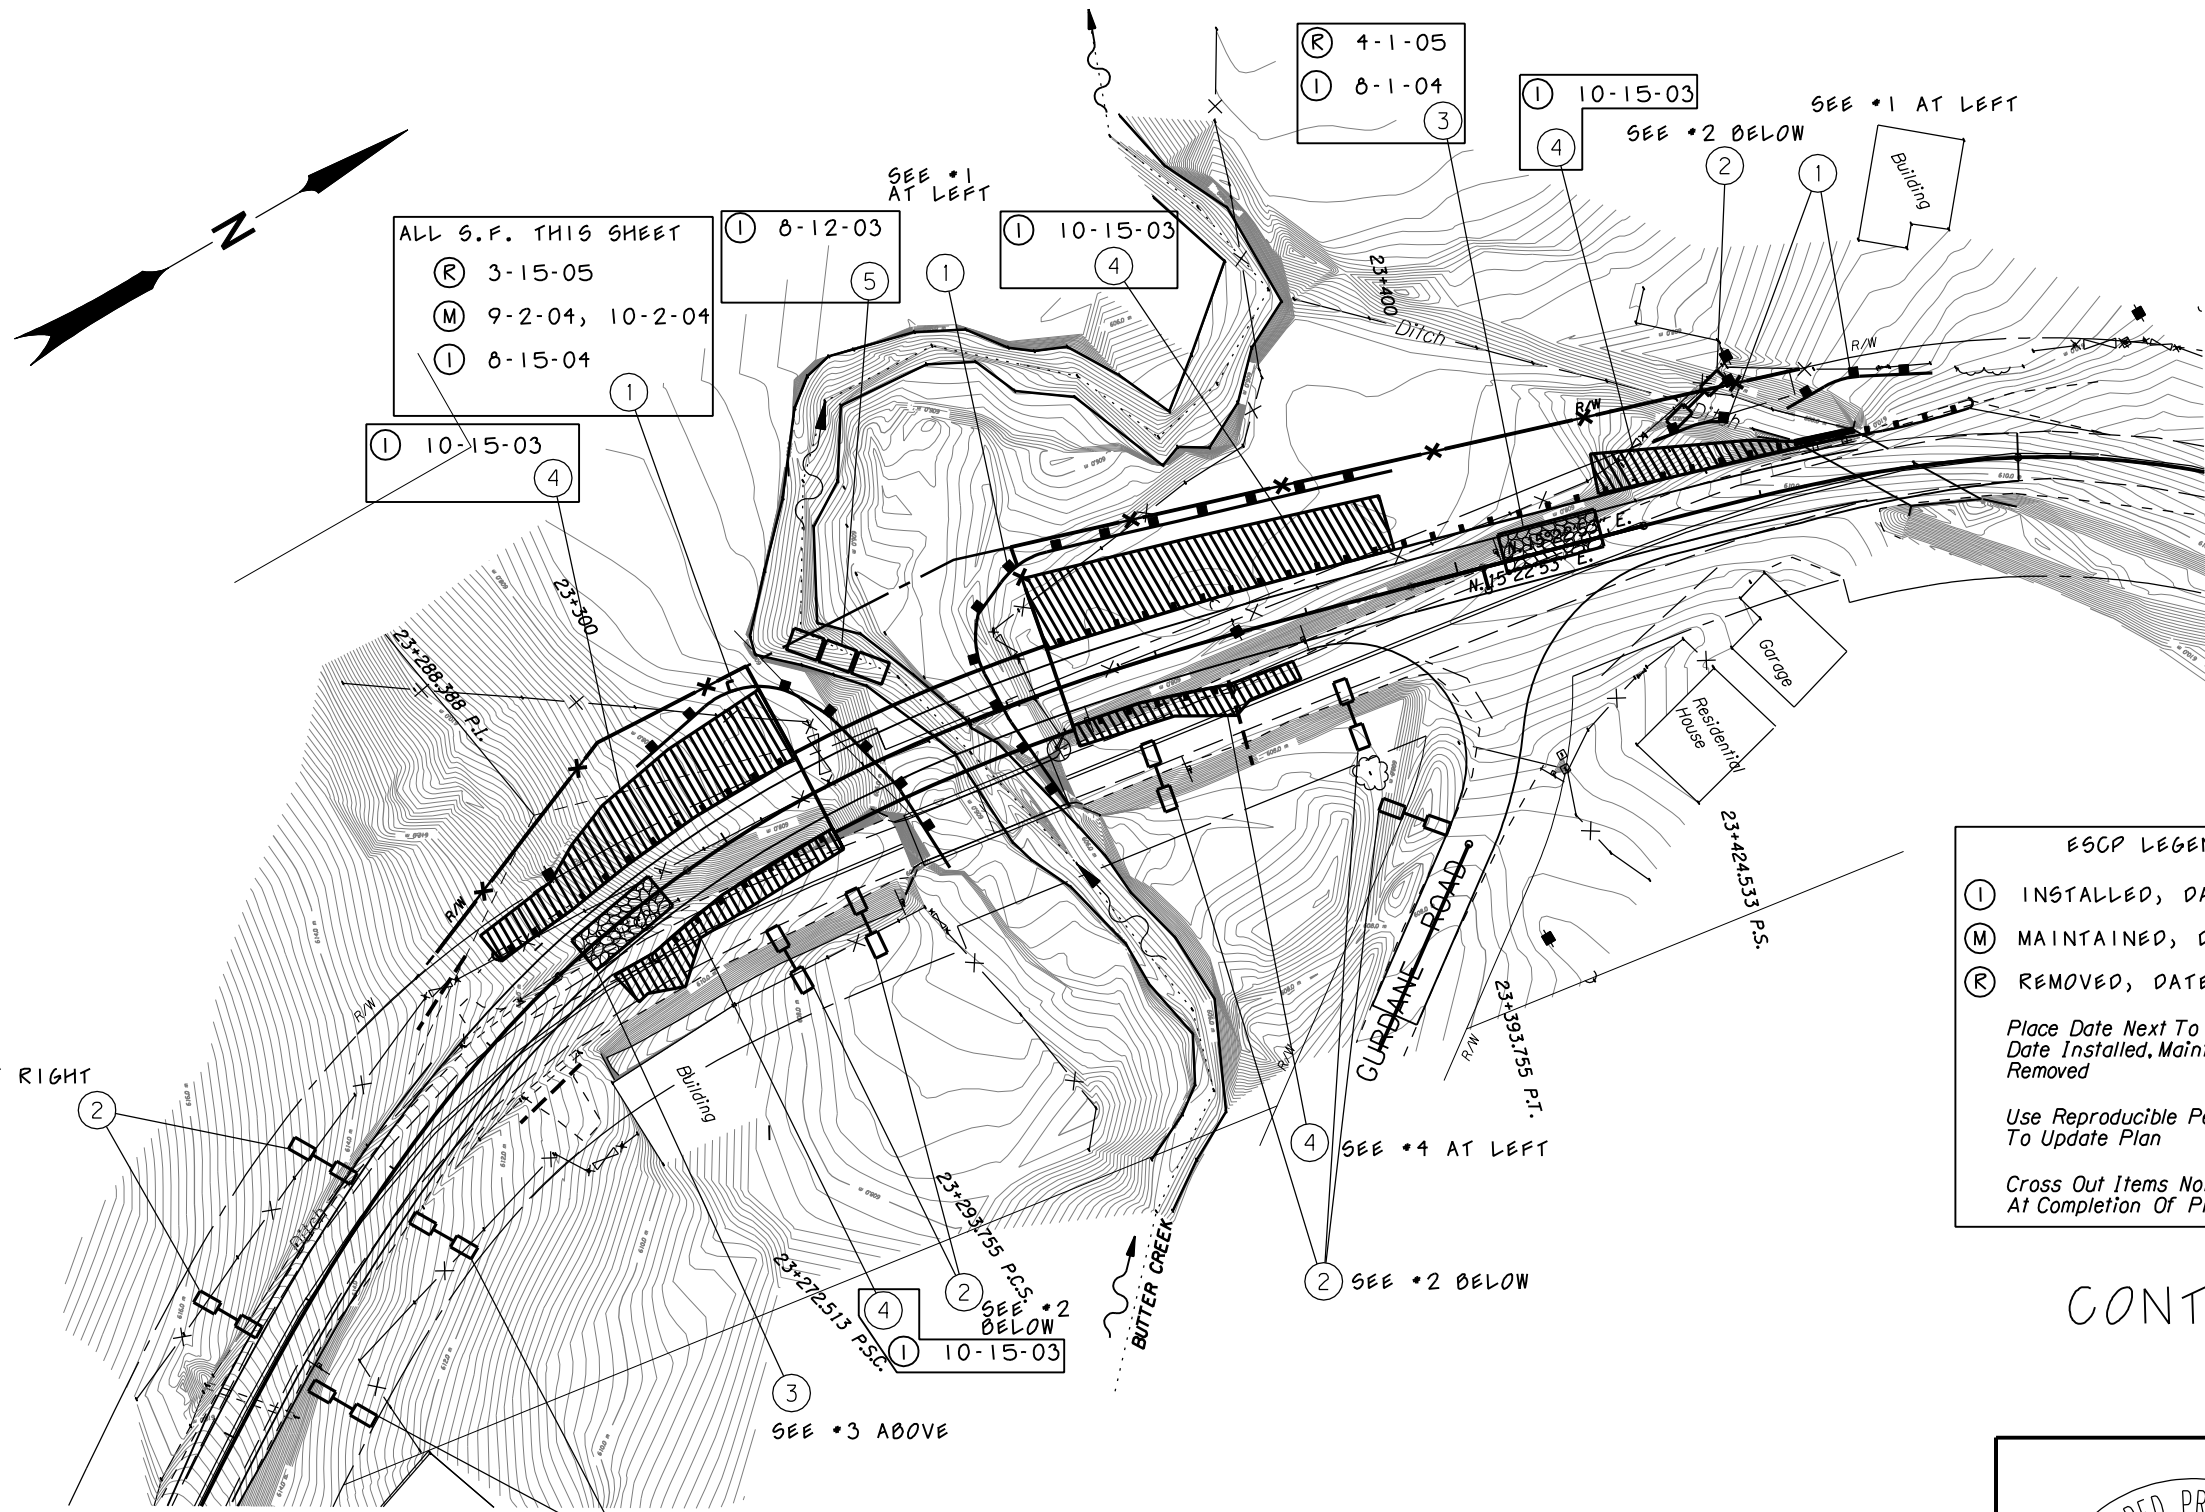 R 4-1-05
I 8-1-04
3
I 10-15-03
4
SEE *1 AT LEFT
SEE *2 BELOW
2
1
Building
SEE *1
AT LEFT
N
ALL S.F. THIS SHEET
R 3-15-05
M 9-2-04, 10-2-04
I 8-15-04
1
I 8-12-03
5
1
I 10-15-03
4
I 10-15-03
4
23+400
Ditch
R/W
R/W
23+300
23+288.388 P.I.
N. 15°22'53" E.
N. 15°22'53" E.
Garage
Residential
House
R/W
R/W
23+424.533 P.S.
23+393.755 P.T.
GURDANE ROAD
R/W
R/W
Building
Ditch
RIGHT
2
4 SEE *4 AT LEFT
2 SEE *2 BELOW
23+293.755 P.C.S.
23+272.513 P.S.C.
BUTTER CREEK
2 SEE *2
BELOW
4
I 10-15-03
3
SEE *3 ABOVE
ESCP LEGEN
I INSTALLED, DA
M MAINTAINED, D
R REMOVED, DATE
Place Date Next To
Date Installed, Maint
Removed
Use Reproducible Pe
To Update Plan
Cross Out Items No
At Completion Of P
CONT